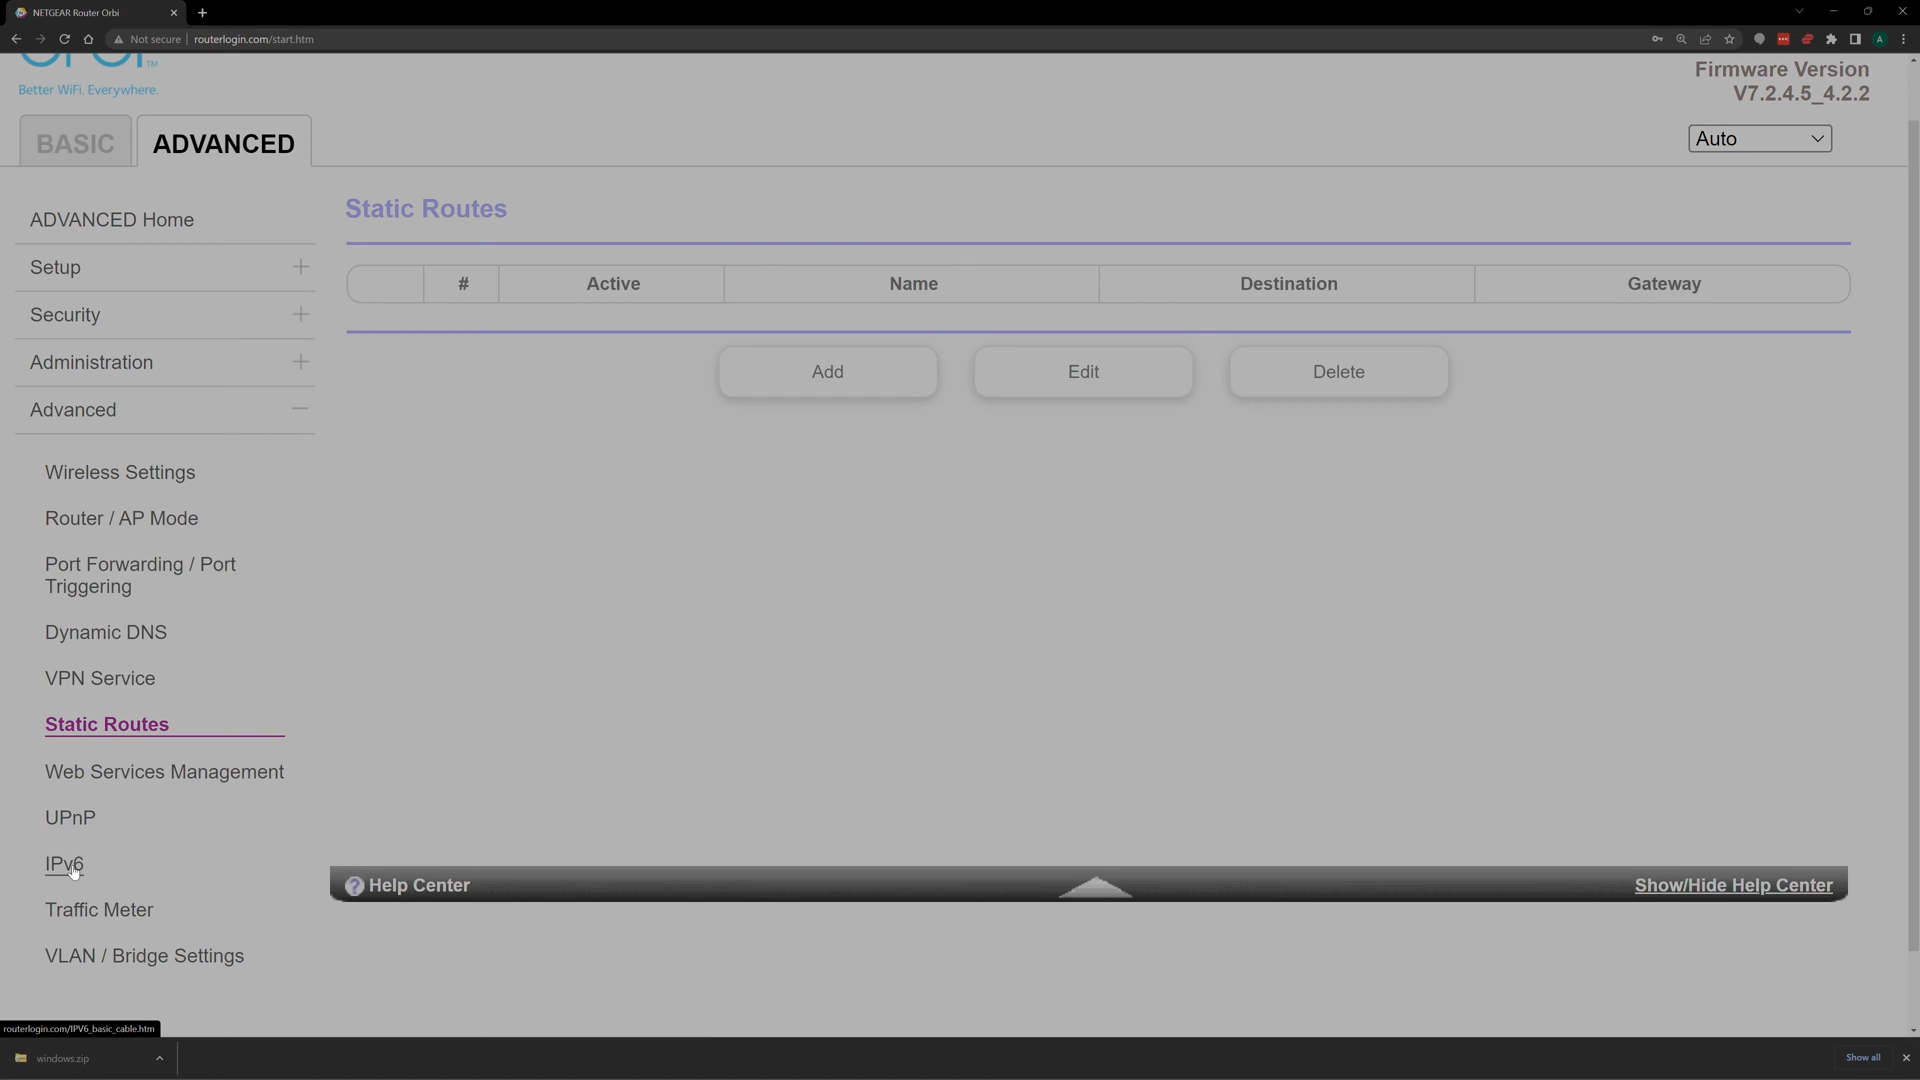 NETGEAR Router Orbi
Not secure
routerlogin.com/start.htm
A
TM
Better WiFi. Everywhere.
Firmware Version
V7.2.4.5_4.2.2
BASIC
ADVANCED
Auto
ADVANCED Home
Setup
Security
Administration
Advanced
Wireless Settings
Router / AP Mode
Port Forwarding / Port
Triggering
Dynamic DNS
VPN Service
Static Routes
Web Services Management
UPnP
IPv6
Traffic Meter
VLAN / Bridge Settings
Static Routes
# Active Name Destination Gateway
Add Edit Delete
? Help Center
Show/Hide Help Center
routerlogin.com/IPV6_basic_cable.htm
windows.zip
Show all